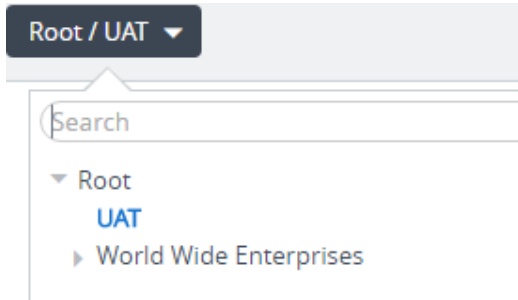 Root / UAT
Search
Root
UAT
World Wide Enterprises